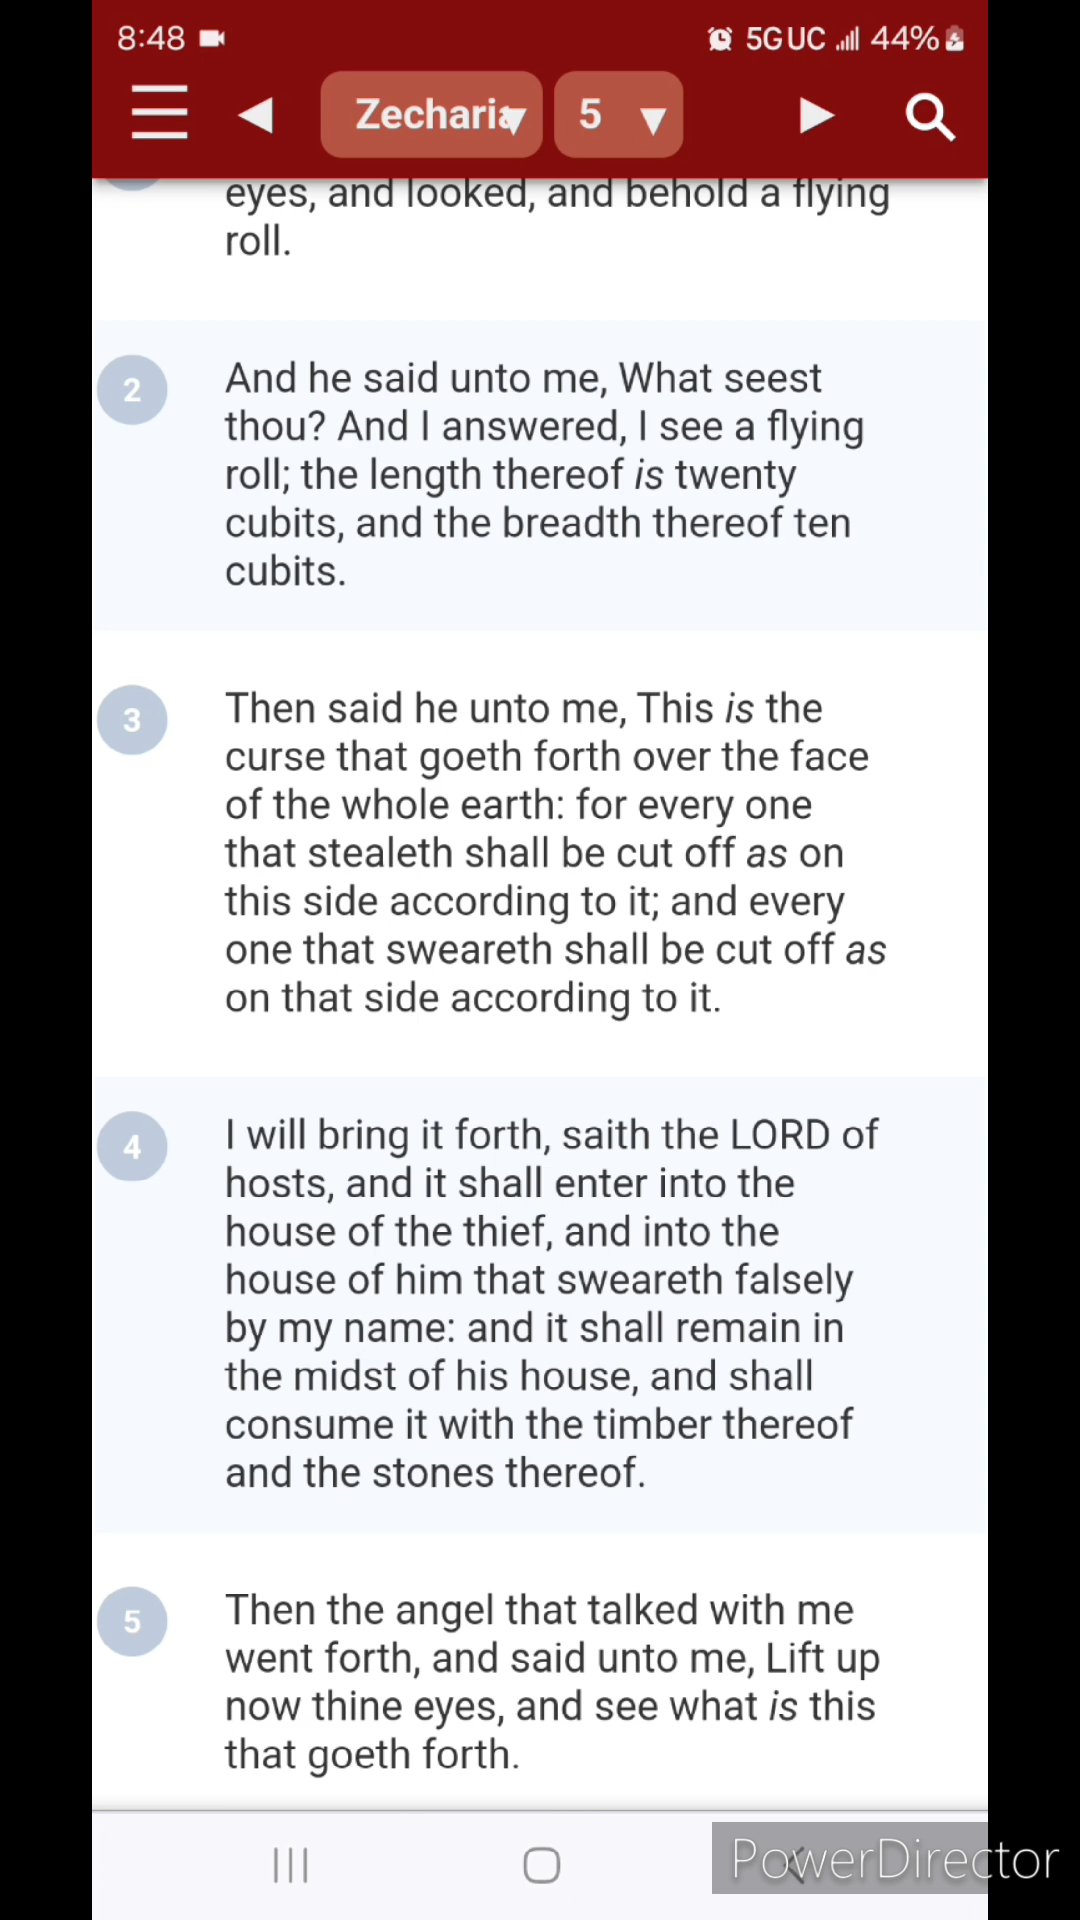 8:48 5G UC 44%
Zecharia 5
eyes, and looked, and behold a flying
roll.
2 And he said unto me, What seest
thou? And I answered, I see a flying
roll; the length thereof is twenty
cubits, and the breadth thereof ten
cubits.
3 Then said he unto me, This is the
curse that goeth forth over the face
of the whole earth: for every one
that stealeth shall be cut off as on
this side according to it; and every
one that sweareth shall be cut off as
on that side according to it.
4 I will bring it forth, saith the LORD of
hosts, and it shall enter into the
house of the thief, and into the
house of him that sweareth falsely
by my name: and it shall remain in
the midst of his house, and shall
consume it with the timber thereof
and the stones thereof.
5 Then the angel that talked with me
went forth, and said unto me, Lift up
now thine eyes, and see what is this
that goeth forth.
PowerDirector